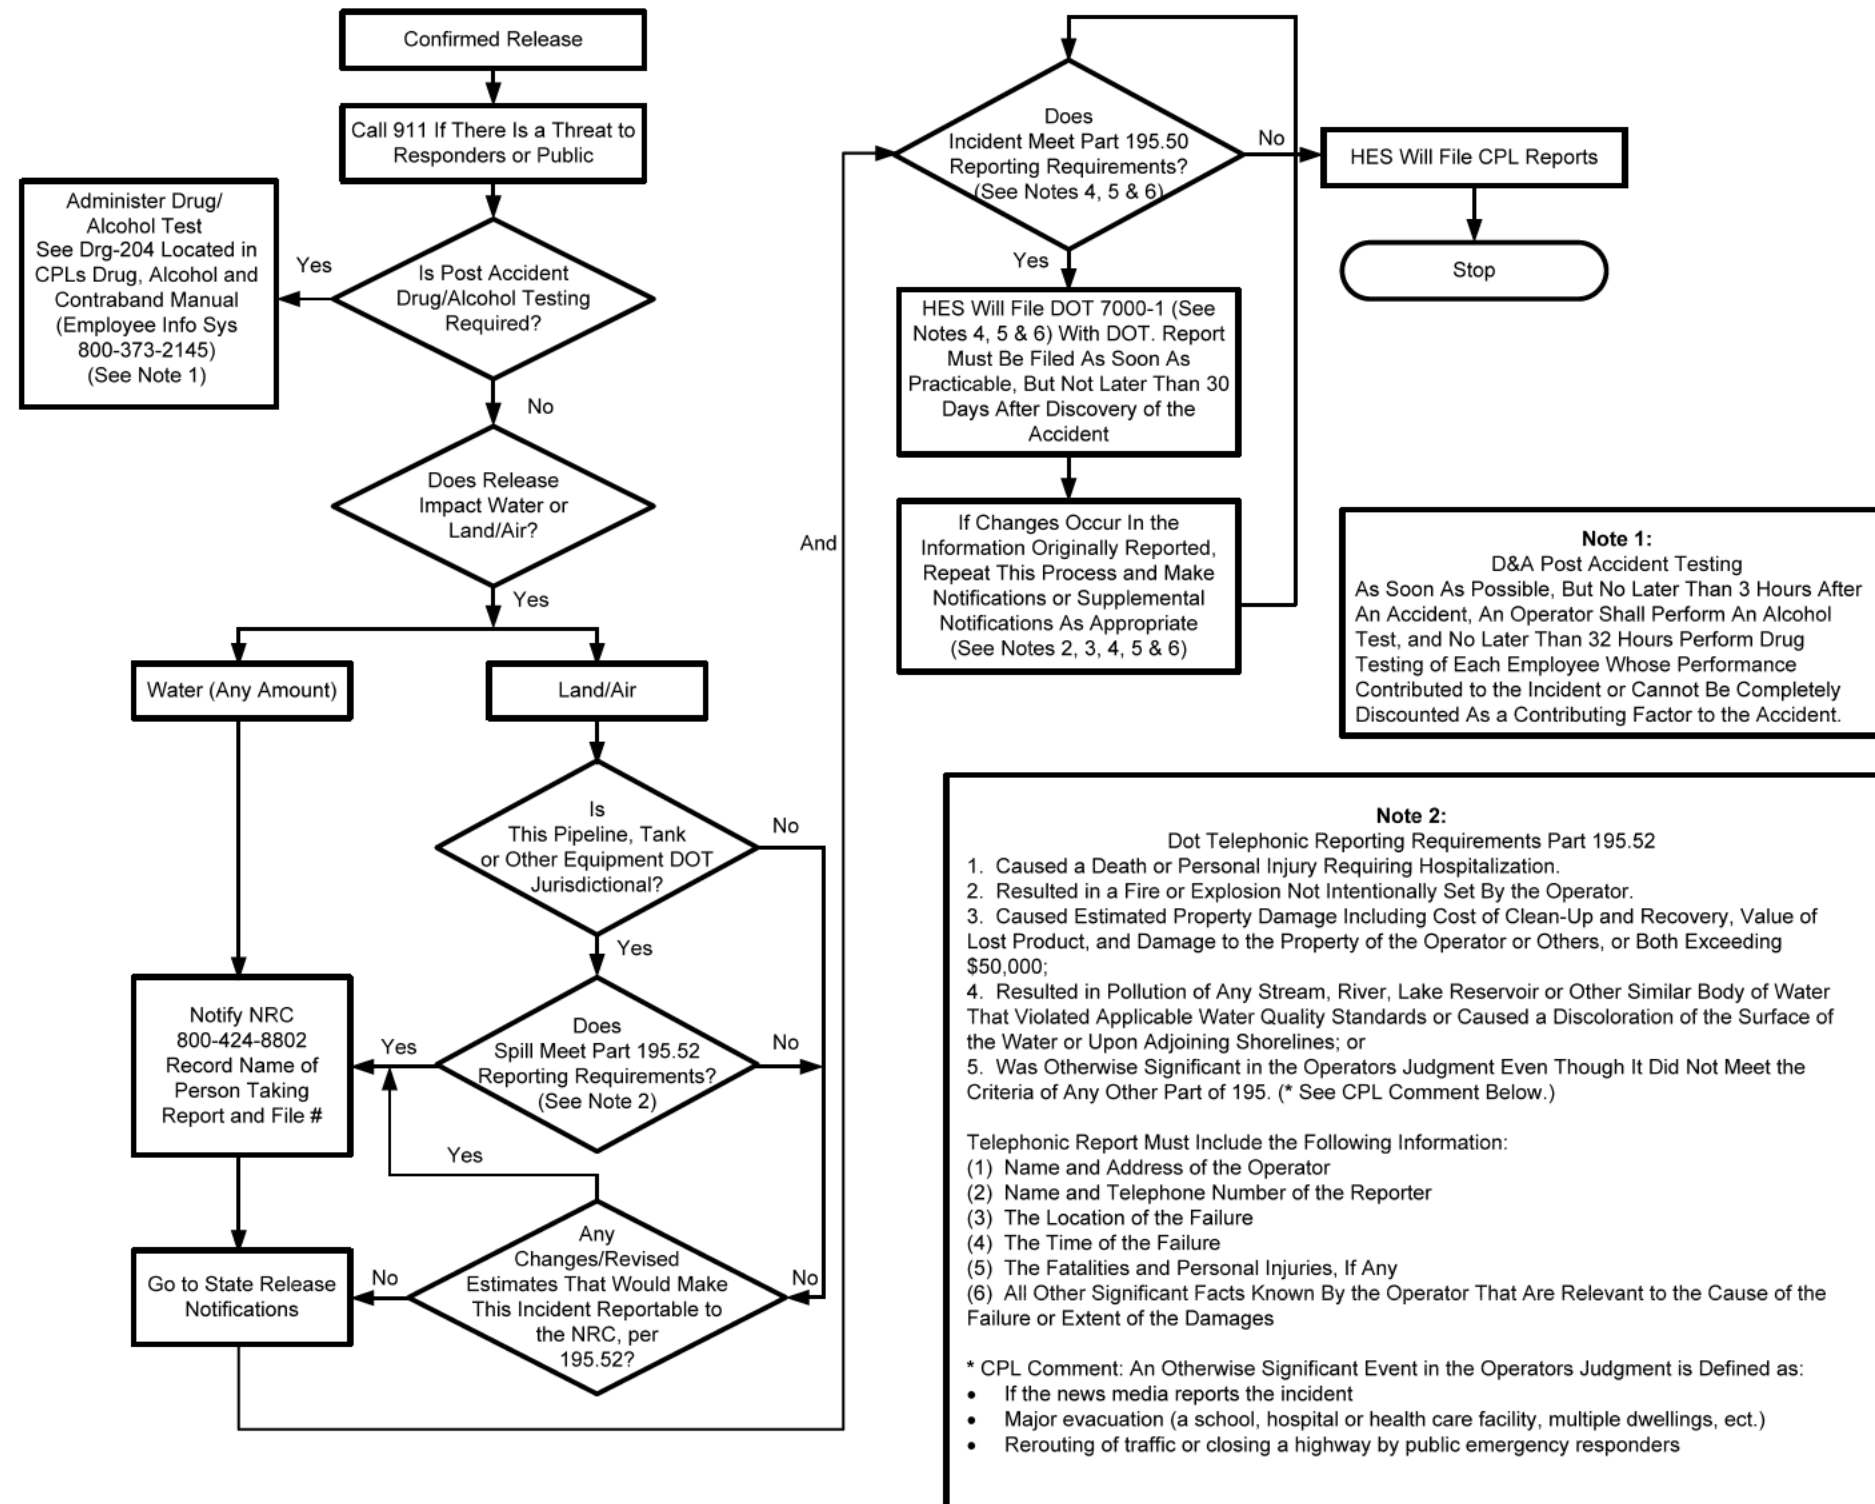 Confirmed Release
Call 911 If There Is a Threat to
Responders or Public
Administer Drug/
Alcohol Test
See Drg-204 Located in
CPLs Drug, Alcohol and
Contraband Manual
(Employee Info Sys
800-373-2145)
(See Note 1)
Yes
Is Post Accident
Drug/Alcohol Testing
Required?
No
Does Release
Impact Water or
Land/Air?
Yes
Water (Any Amount)
Land/Air
Is
This Pipeline, Tank
or Other Equipment DOT
Jurisdictional?
No
Yes
Notify NRC
800-424-8802
Record Name of
Person Taking
Report and File #
Yes
Does
Spill Meet Part 195.52
Reporting Requirements?
(See Note 2)
No
Yes
Go to State Release
Notifications
No
Any
Changes/Revised
Estimates That Would Make
This Incident Reportable to
the NRC, per
195.52?
No
And
Does
Incident Meet Part 195.50
Reporting Requirements?
(See Notes 4, 5 & 6)
No
HES Will File CPL Reports
Stop
Yes
HES Will File DOT 7000-1 (See
Notes 4, 5 & 6) With DOT. Report
Must Be Filed As Soon As
Practicable, But Not Later Than 30
Days After Discovery of the
Accident
If Changes Occur In the
Information Originally Reported,
Repeat This Process and Make
Notifications or Supplemental
Notifications As Appropriate
(See Notes 2, 3, 4, 5 & 6)
Note 1:
D&A Post Accident Testing
As Soon As Possible, But No Later Than 3 Hours After
An Accident, An Operator Shall Perform An Alcohol
Test, and No Later Than 32 Hours Perform Drug
Testing of Each Employee Whose Performance
Contributed to the Incident or Cannot Be Completely
Discounted As a Contributing Factor to the Accident.
Note 2:
Dot Telephonic Reporting Requirements Part 195.52
1. Caused a Death or Personal Injury Requiring Hospitalization.
2. Resulted in a Fire or Explosion Not Intentionally Set By the Operator.
3. Caused Estimated Property Damage Including Cost of Clean-Up and Recovery, Value of
Lost Product, and Damage to the Property of the Operator or Others, or Both Exceeding
$50,000;
4. Resulted in Pollution of Any Stream, River, Lake Reservoir or Other Similar Body of Water
That Violated Applicable Water Quality Standards or Caused a Discoloration of the Surface of
the Water or Upon Adjoining Shorelines; or
5. Was Otherwise Significant in the Operators Judgment Even Though It Did Not Meet the
Criteria of Any Other Part of 195. (* See CPL Comment Below.)
Telephonic Report Must Include the Following Information:
(1) Name and Address of the Operator
(2) Name and Telephone Number of the Reporter
(3) The Location of the Failure
(4) The Time of the Failure
(5) The Fatalities and Personal Injuries, If Any
(6) All Other Significant Facts Known By the Operator That Are Relevant to the Cause of the
Failure or Extent of the Damages
* CPL Comment: An Otherwise Significant Event in the Operators Judgment is Defined as:
• If the news media reports the incident
• Major evacuation (a school, hospital or health care facility, multiple dwellings, ect.)
• Rerouting of traffic or closing a highway by public emergency responders